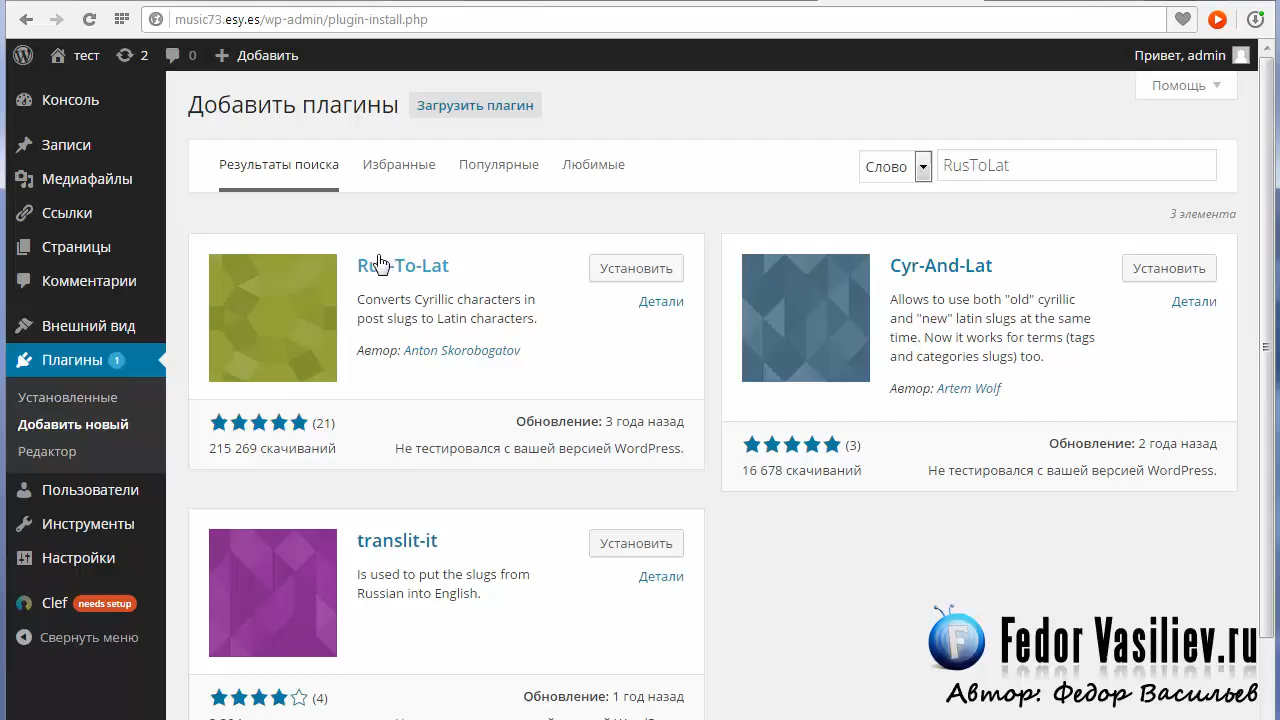 music73.esy.es/wp-admin/plugin-install.php
тест 2 0 Добавить Привет, admin
Помощь
Консоль
Записи
Медиафайлы
Ссылки
Страницы
Комментарии
Внешний вид
Плагины 1
Установленные
Добавить новый
Редактор
Пользователи
Инструменты
Настройки
Clef needs setup
Свернуть меню
Добавить плагины Загрузить плагин
Результаты поиска Избранные Популярные Любимые Слово RusToLat
3 элемента
Rus-To-Lat Установить
Converts Cyrillic characters in Детали
post slugs to Latin characters.
Автор: Anton Skorobogatov
(21) Обновление: 3 года назад
215 269 скачиваний Не тестировался с вашей версией WordPress.
Cyr-And-Lat Установить
Allows to use both "old" cyrillic Детали
and "new" latin slugs at the same
time. Now it works for terms (tags
and categories slugs) too.
Автор: Artem Wolf
(3) Обновление: 2 года назад
16 678 скачиваний Не тестировался с вашей версией WordPress.
translit-it Установить
Is used to put the slugs from Детали
Russian into English.
(4) Обновление: 1 год назад
Fedor Vasiliev.ru
Автор: Федор Васильев